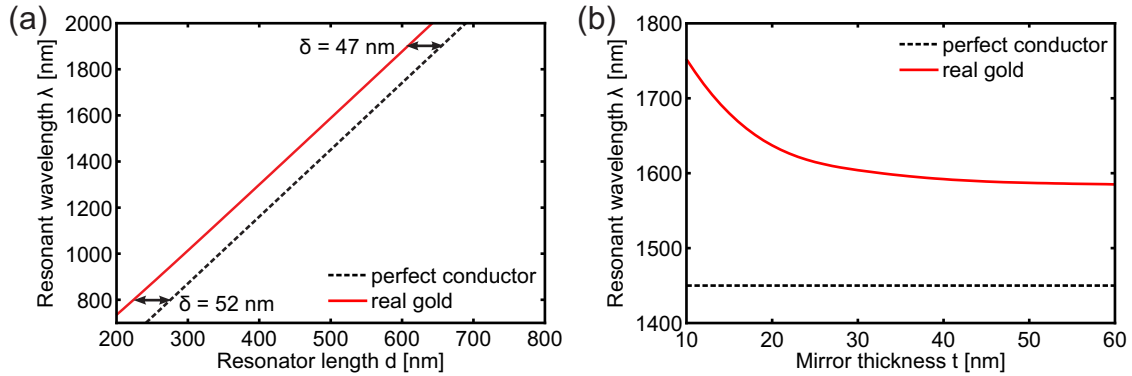 (a)
Resonant wavelength λ [nm]
2000
1800
1600
1400
1200
1000
800
δ = 47 nm
δ = 52 nm
perfect conductor
real gold
200 300 400 500 600 700 800
Resonator length d [nm]
(b)
Resonant wavelength λ [nm]
1800
1700
1600
1500
1400
perfect conductor
real gold
10 20 30 40 50 60
Mirror thickness t [nm]